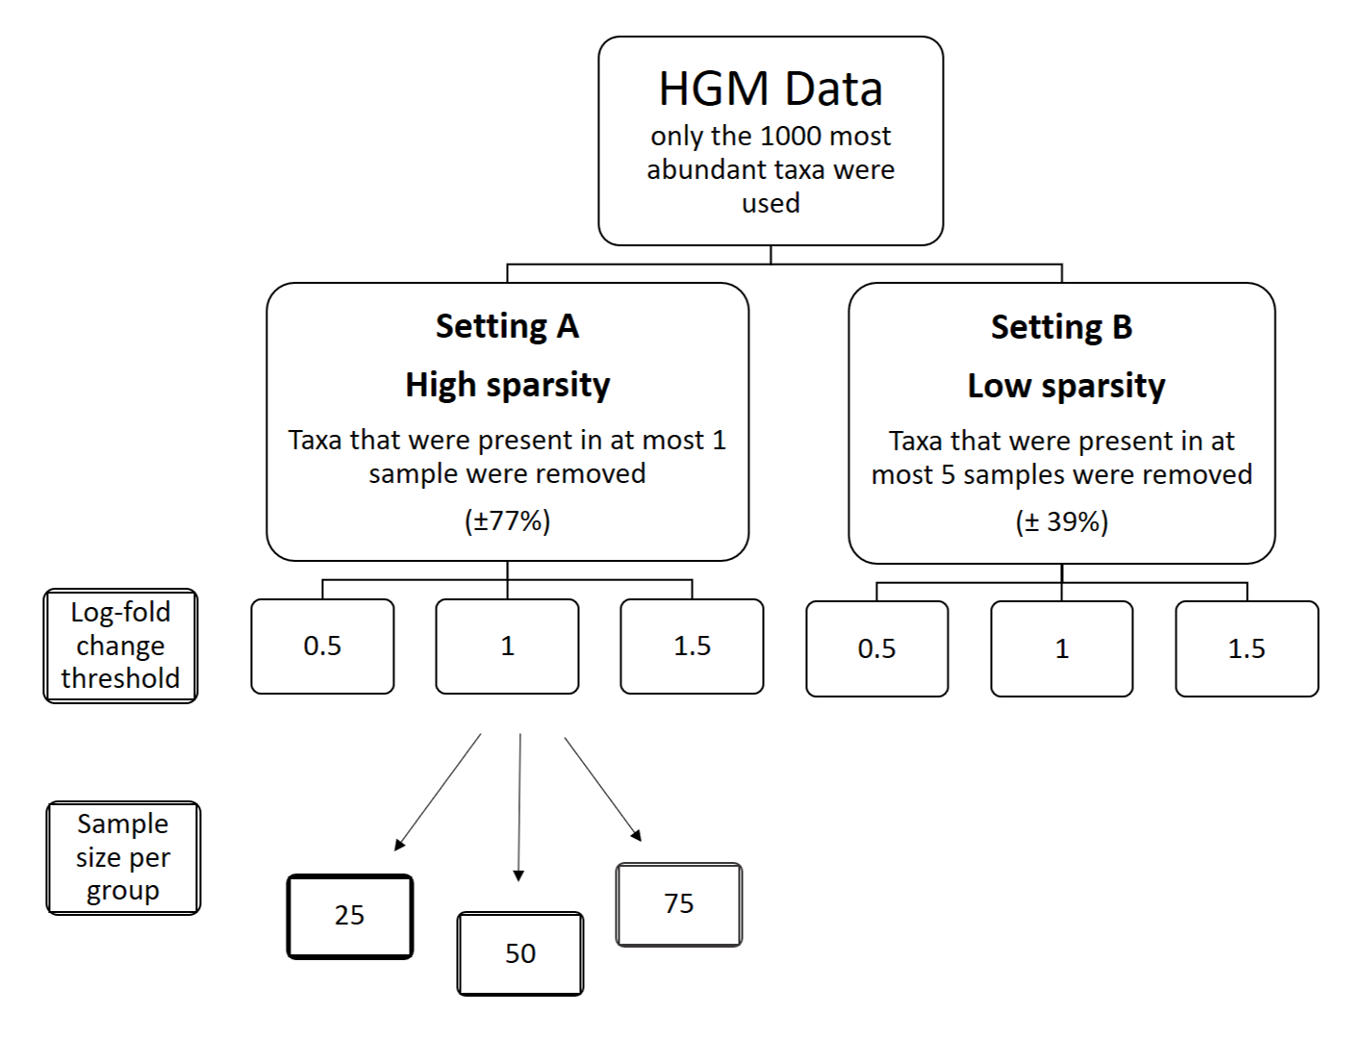 HGM Data
only the 1000 most
abundant taxa were
used
Setting A
High sparsity
Taxa that were present in at most 1
sample were removed
(±77%)
Setting B
Low sparsity
Taxa that were present in at
most 5 samples were removed
(± 39%)
Log-fold
change
threshold
0.5
1
1.5
0.5
1
1.5
Sample
size per
group
25
50
75